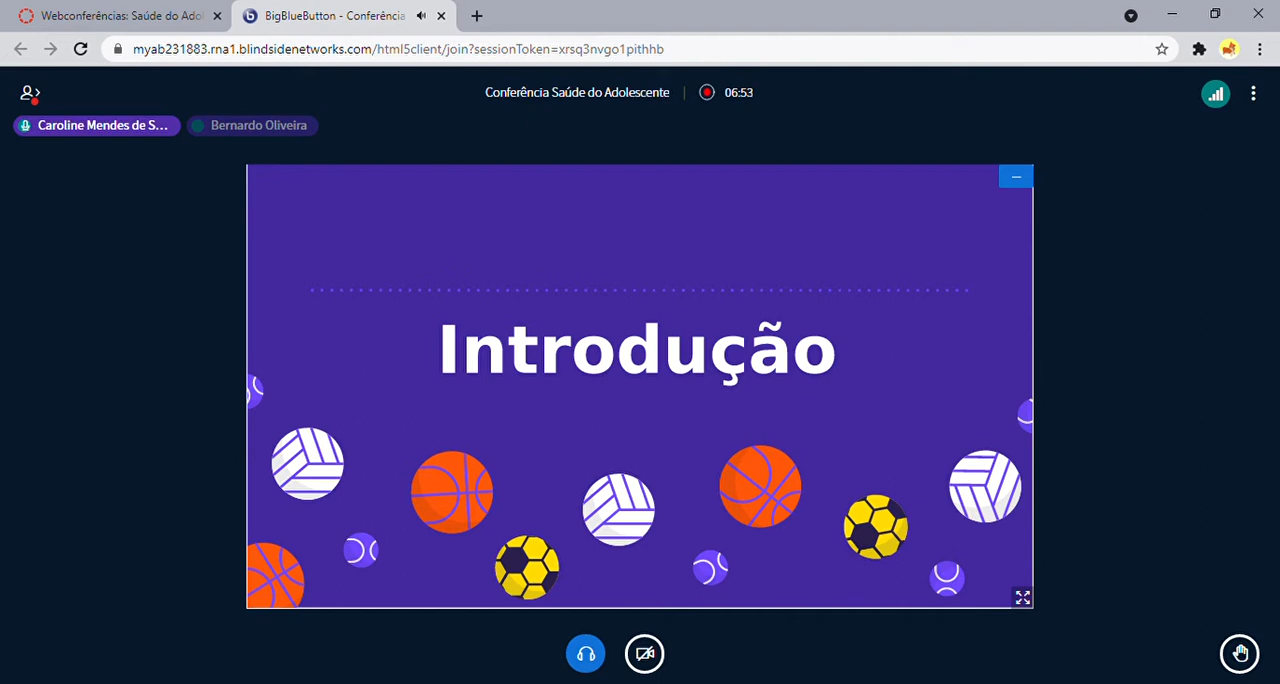 Webconferências: Saúde do Adol
BigBlueButton - Conferência
myab231883.rna1.blindsidenetworks.com/html5client/join?sessionToken=xrsq3nvgo1pithhb
Conferência Saúde do Adolescente | 06:53
Caroline Mendes de S...
Bernardo Oliveira
Introdução